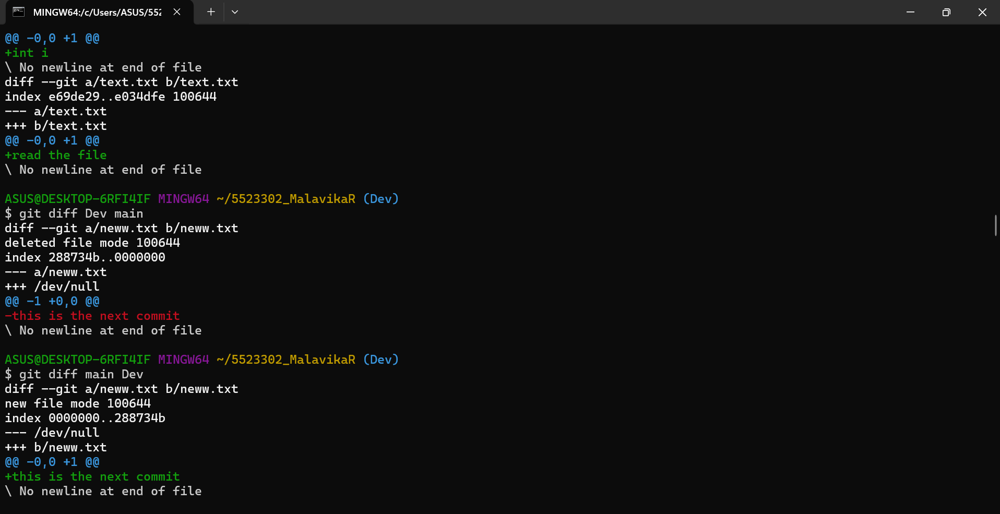 MINGW64:/c/Users/ASUS/552
@@ -0,0 +1 @@
+int i
\ No newline at end of file
diff --git a/text.txt b/text.txt
index e69de29..e034dfe 100644
--- a/text.txt
+++ b/text.txt
@@ -0,0 +1 @@
+read the file
\ No newline at end of file
ASUS@DESKTOP-6RFI4IF MINGW64 ~/5523302_MalavikaR (Dev)
$ git diff Dev main
diff --git a/neww.txt b/neww.txt
deleted file mode 100644
index 288734b..0000000
--- a/neww.txt
+++ /dev/null
@@ -1 +0,0 @@
-this is the next commit
\ No newline at end of file
ASUS@DESKTOP-6RFI4IF MINGW64 ~/5523302_MalavikaR (Dev)
$ git diff main Dev
diff --git a/neww.txt b/neww.txt
new file mode 100644
index 0000000..288734b
--- /dev/null
+++ b/neww.txt
@@ -0,0 +1 @@
+this is the next commit
\ No newline at end of file